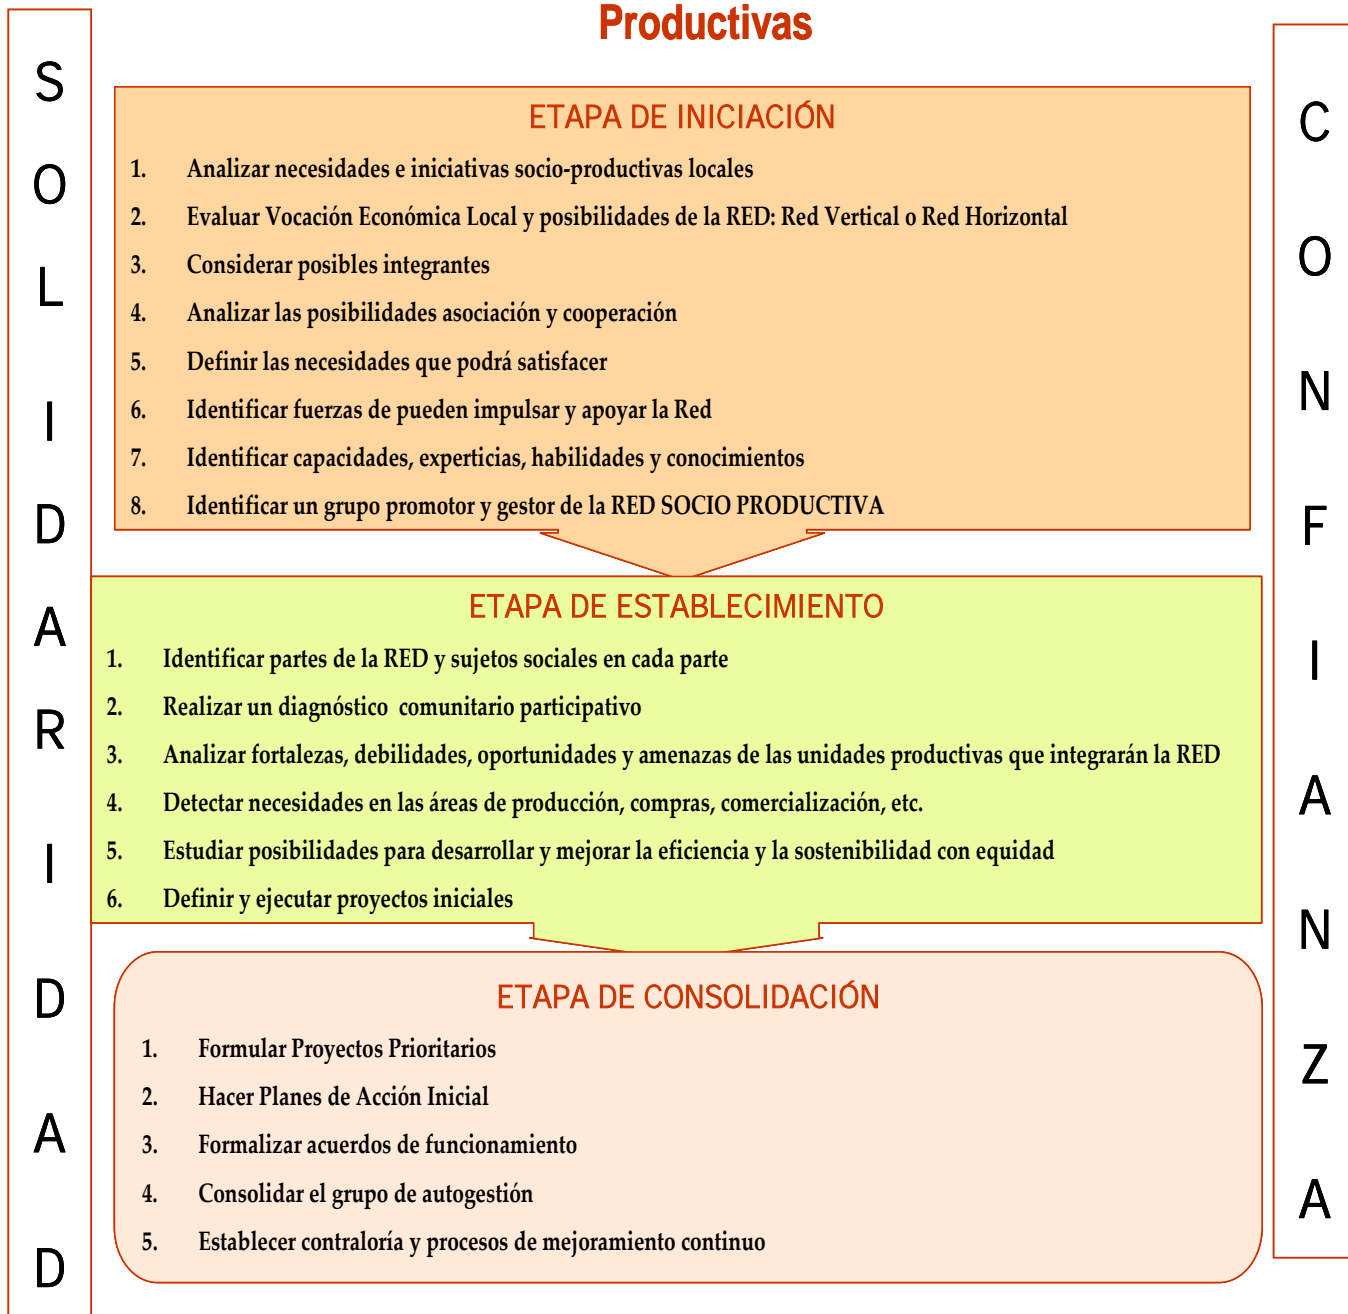 Productivas
S
O
L
I
D
A
R
I
D
A
D
ETAPA DE INICIACIÓN
1. Analizar necesidades e iniciativas socio-productivas locales
2. Evaluar Vocación Económica Local y posibilidades de la RED: Red Vertical o Red Horizontal
3. Considerar posibles integrantes
4. Analizar las posibilidades asociación y cooperación
5. Definir las necesidades que podrá satisfacer
6. Identificar fuerzas de pueden impulsar y apoyar la Red
7. Identificar capacidades, experticias, habilidades y conocimientos
8. Identificar un grupo promotor y gestor de la RED SOCIO PRODUCTIVA
ETAPA DE ESTABLECIMIENTO
1. Identificar partes de la RED y sujetos sociales en cada parte
2. Realizar un diagnóstico comunitario participativo
3. Analizar fortalezas, debilidades, oportunidades y amenazas de las unidades productivas que integrarán la RED
4. Detectar necesidades en las áreas de producción, compras, comercialización, etc.
5. Estudiar posibilidades para desarrollar y mejorar la eficiencia y la sostenibilidad con equidad
6. Definir y ejecutar proyectos iniciales
ETAPA DE CONSOLIDACIÓN
1. Formular Proyectos Prioritarios
2. Hacer Planes de Acción Inicial
3. Formalizar acuerdos de funcionamiento
4. Consolidar el grupo de autogestión
5. Establecer contraloría y procesos de mejoramiento continuo
C
O
N
F
I
A
N
Z
A